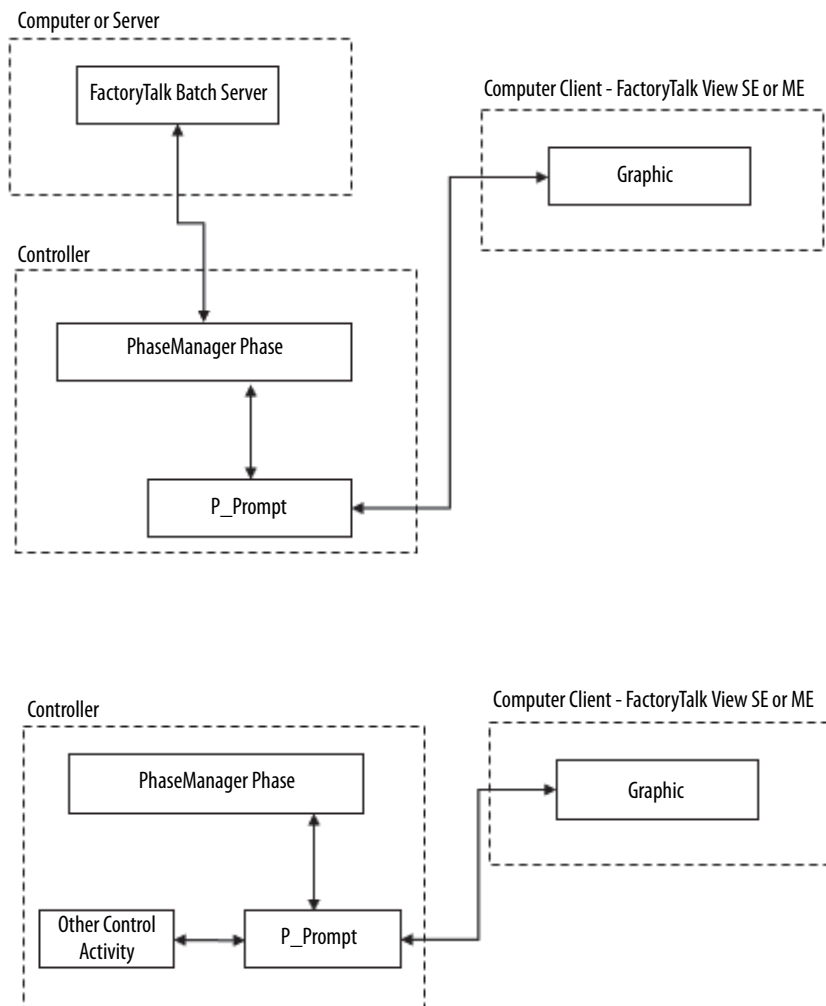 Computer or Server
FactoryTalk Batch Server
Computer Client - FactoryTalk View SE or ME
Graphic
Controller
PhaseManager Phase
P_Prompt
Controller
Computer Client - FactoryTalk View SE or ME
PhaseManager Phase
Graphic
Other Control
Activity
P_Prompt